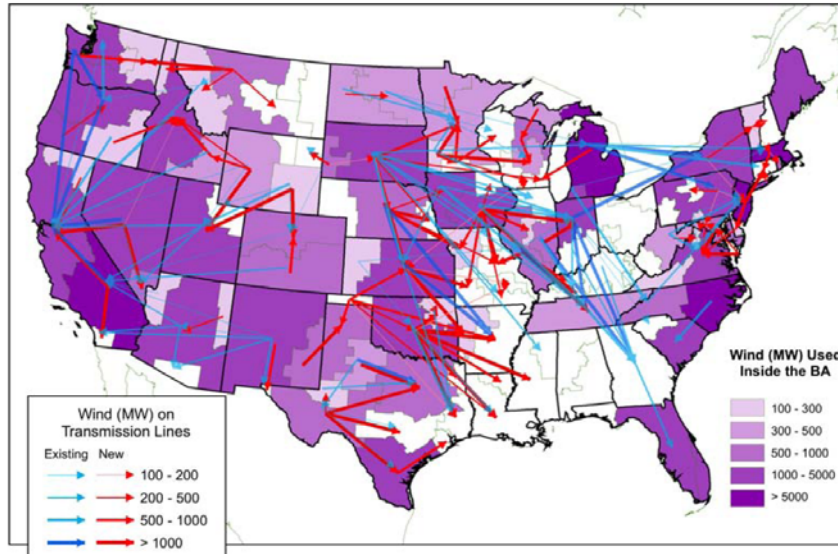 Wind (MW) Used
Inside the BA
100 - 300
300 - 500
500 - 1000
1000 - 5000
> 5000
Wind (MW) on
Transmission Lines
Existing New
100 - 200
200 - 500
500 - 1000
> 1000